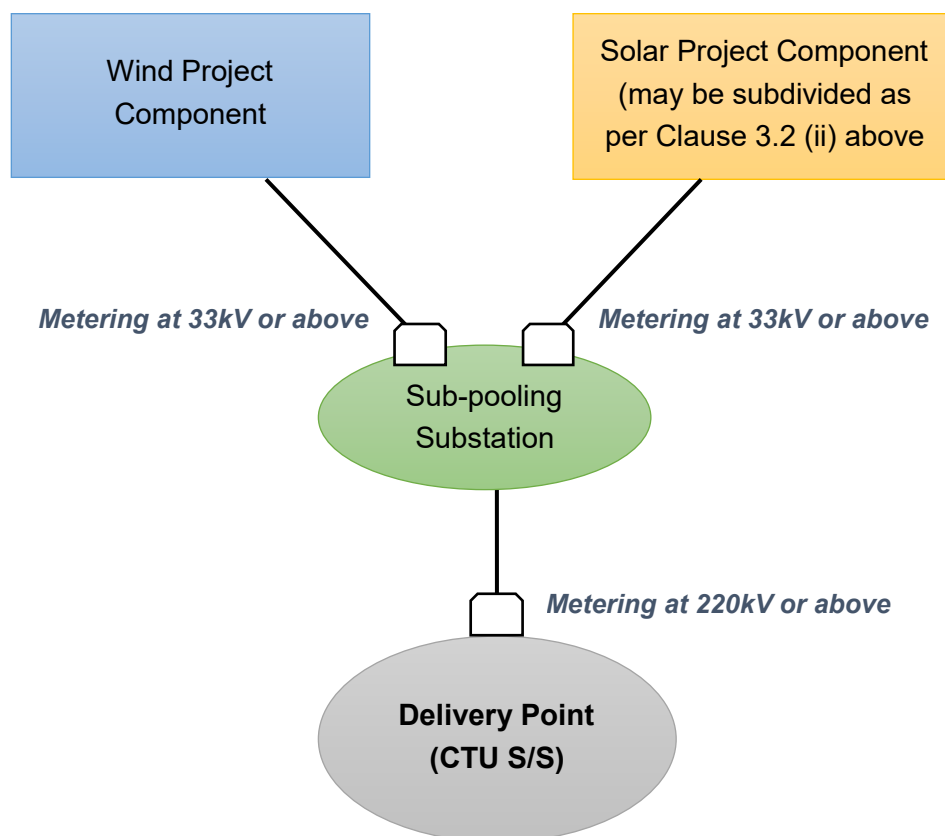 Wind Project
Component
Solar Project Component
(may be subdivided as
per Clause 3.2 (ii) above
Metering at 33kV or above
Metering at 33kV or above
Sub-pooling
Substation
Metering at 220kV or above
Delivery Point
(CTU S/S)